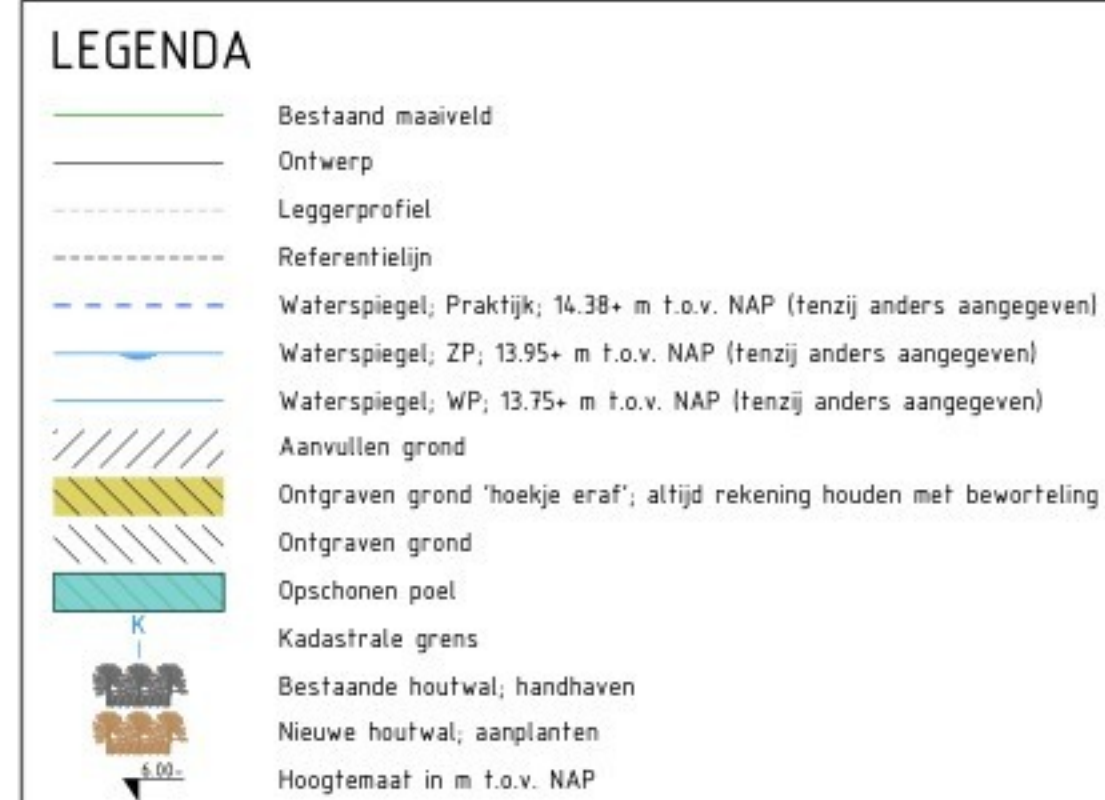 LEGENDA
Bestaand maaiveld
Ontwerp
Leggerprofiel
Referentielijn
Waterspiegel; Praktijk; 14.38+ m t.o.v. NAP (tenzij anders aangegeven)
Waterspiegel; ZP; 13.95+ m t.o.v. NAP (tenzij anders aangegeven)
Waterspiegel; WP; 13.75+ m t.o.v. NAP (tenzij anders aangegeven)
Aanvullen grond
Ontgraven grond 'hoekje eraf'; altijd rekening houden met beworteling
Ontgraven grond
Opschonen poel
K
Kadastrale grens
Bestaande houtwal; handhaven
Nieuwe houtwal; aanplanten
6.00-
Hoogtemaat in m t.o.v. NAP